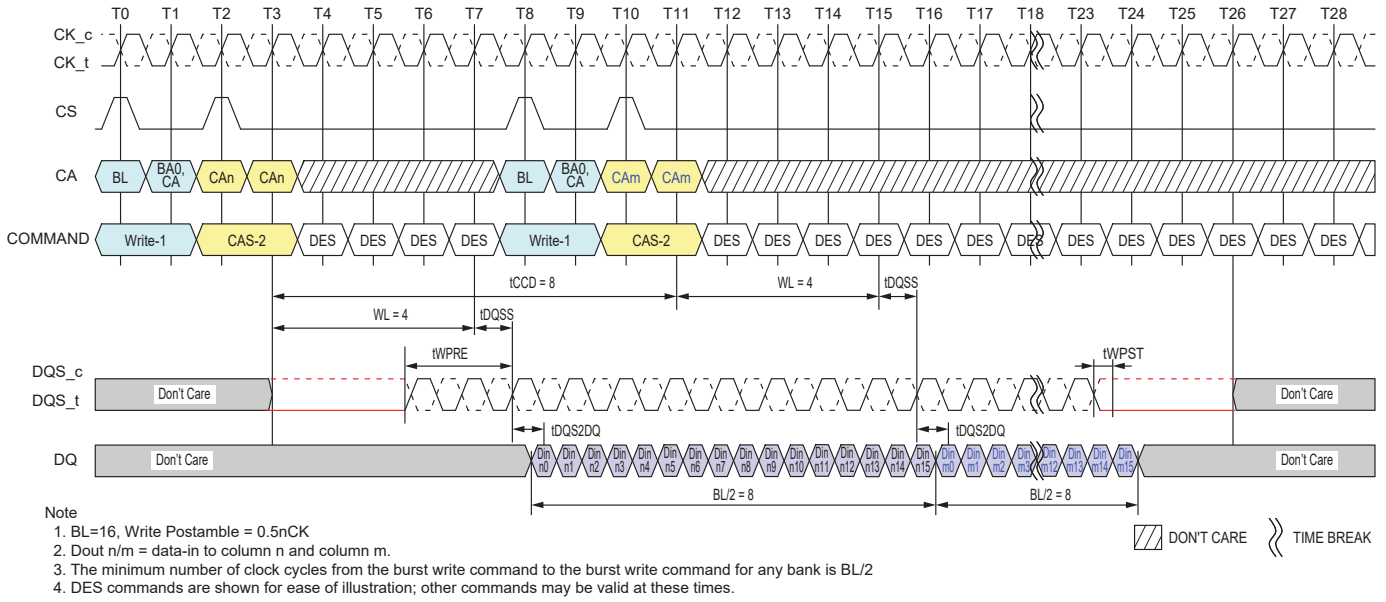 T0 T1 T2 T3 T4 T5 T6 T7 T8 T9 T10 T11 T12 T13 T14 T15 T16 T17 T18 T23 T24 T25 T26 T27 T28
CK_c
CK_t
CS
CA BL BA0, CA CAn CAn BL BA0, CA CAm CAm
COMMAND Write-1 CAS-2 DES DES DES DES Write-1 CAS-2 DES DES DES DES DES DES DES DES DES DES DES DES DES
tCCD = 8 WL = 4 tDQSS
WL = 4 tDQSS
tWPRE tWPST
DQS_c
DQS_t
Don't Care Don't Care
tDQS2DQ tDQS2DQ
DQ Don't Care Din n0 Din n1 Din n2 Din n3 Din n4 Din n5 Din n6 Din n7 Din n8 Din n9 Din n10 Din n11 Din n12 Din n13 Din n14 Din n15 Din m0 Din m1 Din m2 Din m3 Din m12 Din m13 Din m14 Din m15 Don't Care
BL/2 = 8 BL/2 = 8
Note
1. BL=16, Write Postamble = 0.5nCK
2. Dout n/m = data-in to column n and column m.
3. The minimum number of clock cycles from the burst write command to the burst write command for any bank is BL/2
4. DES commands are shown for ease of illustration; other commands may be valid at these times.
DON'T CARE TIME BREAK